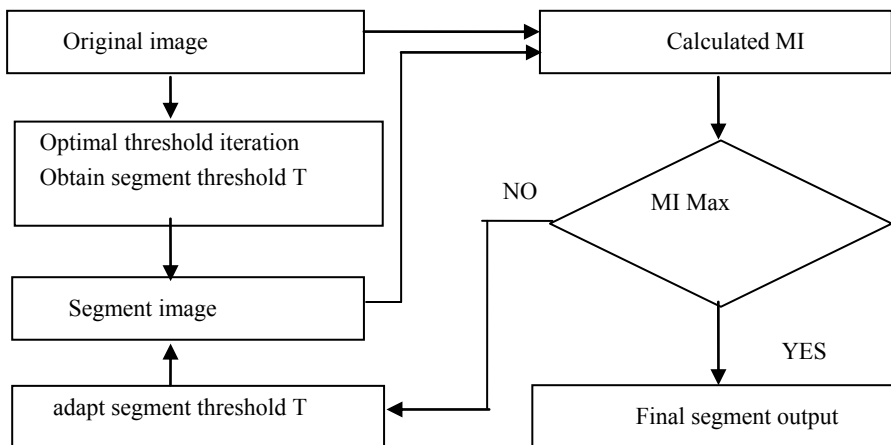 Original image
Calculated MI
Optimal threshold iteration
Obtain segment threshold T
NO
MI Max
Segment image
YES
adapt segment threshold T
Final segment output